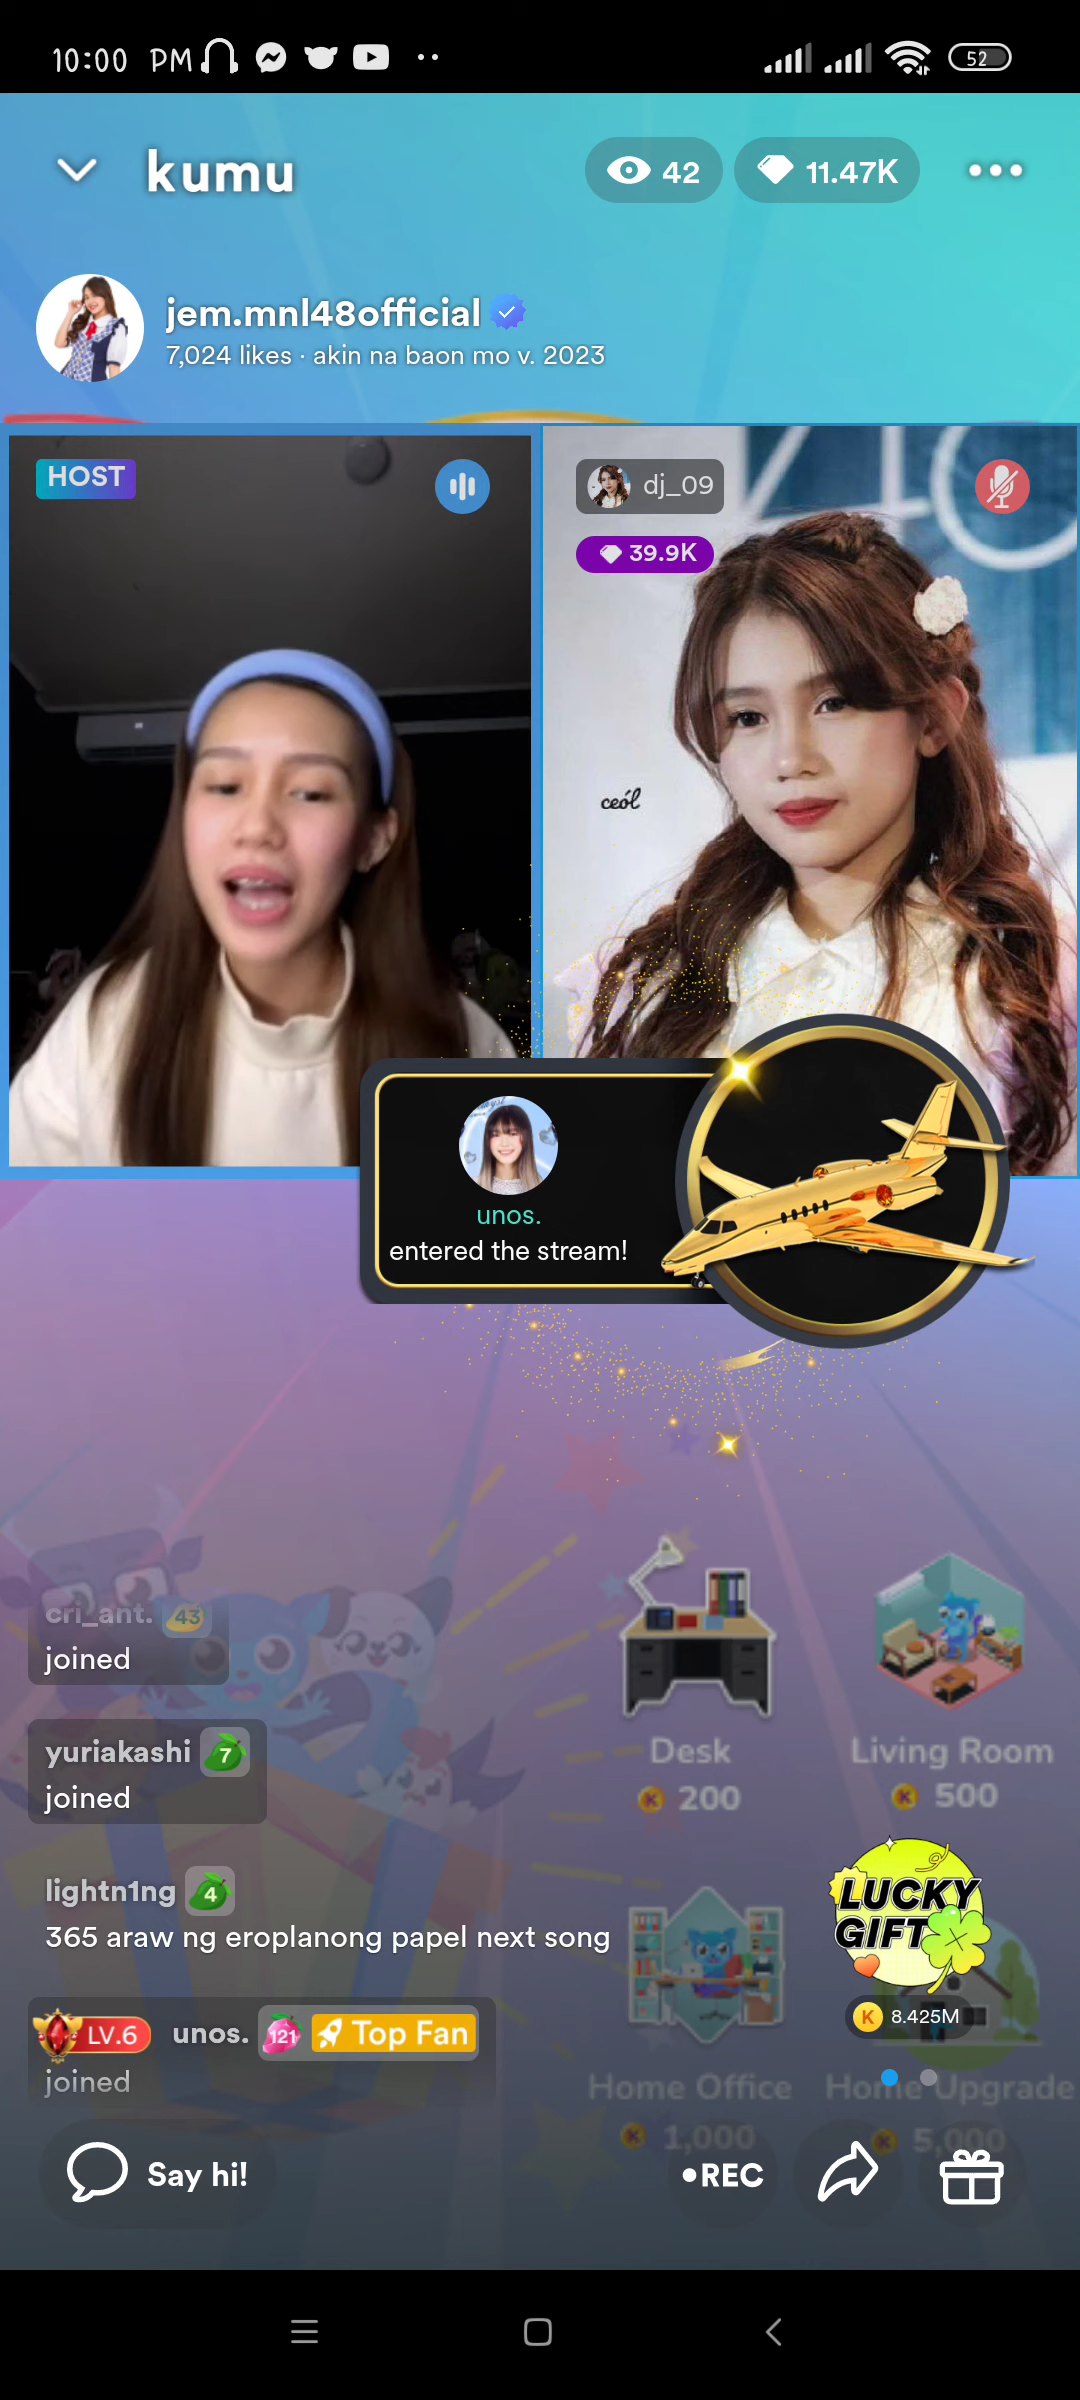 10:00 PM
52
kumu
42
11.47K
jem.mnl48official
7,024 likes · akin na baon mo v. 2023
HOST
dj_09
39.9K
ceól
unos.
entered the stream!
cri_ant. 43
joined
yuriakashi 7
joined
lightn1ng 4
365 araw ng eroplanong papel next song
LV.6 unos. 121 Top Fan
joined
Desk
200
Living Room
500
LUCKY
GIFT
K 8.425M
Home Office
1,000
Home Upgrade
5,000
Say hi!
•REC